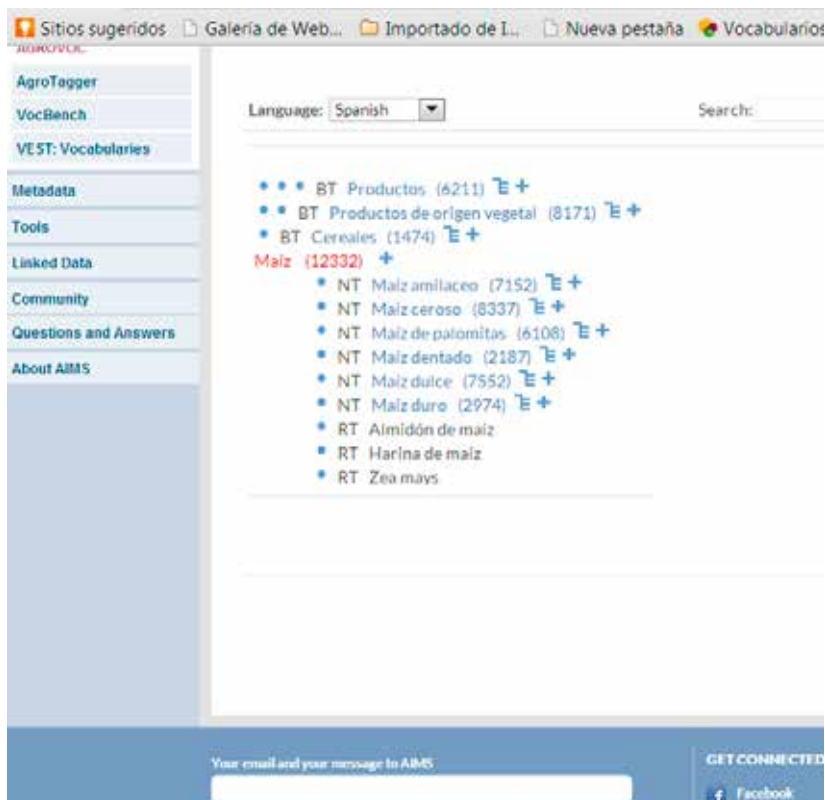 Sitios sugeridos Galería de Web... Importado de I... Nueva pestaña Vocabularios
AGROVOC
AgroTagger
VocBench
VEST: Vocabularies
Metadata
Tools
Linked Data
Community
Questions and Answers
About AIMS
Language: Spanish Search:
BT Productos (6211)
BT Productos de origen vegetal (8171)
BT Cereales (1474)
Maíz (12332)
NT Maíz amiláceo (7152)
NT Maíz ceroso (8337)
NT Maíz de palomitas (6108)
NT Maíz dentado (2187)
NT Maíz dulce (7552)
NT Maíz duro (2974)
RT Almidón de maíz
RT Harina de maíz
RT Zea mays
Your email and your message to AIMS
GET CONNECTED
Facebook